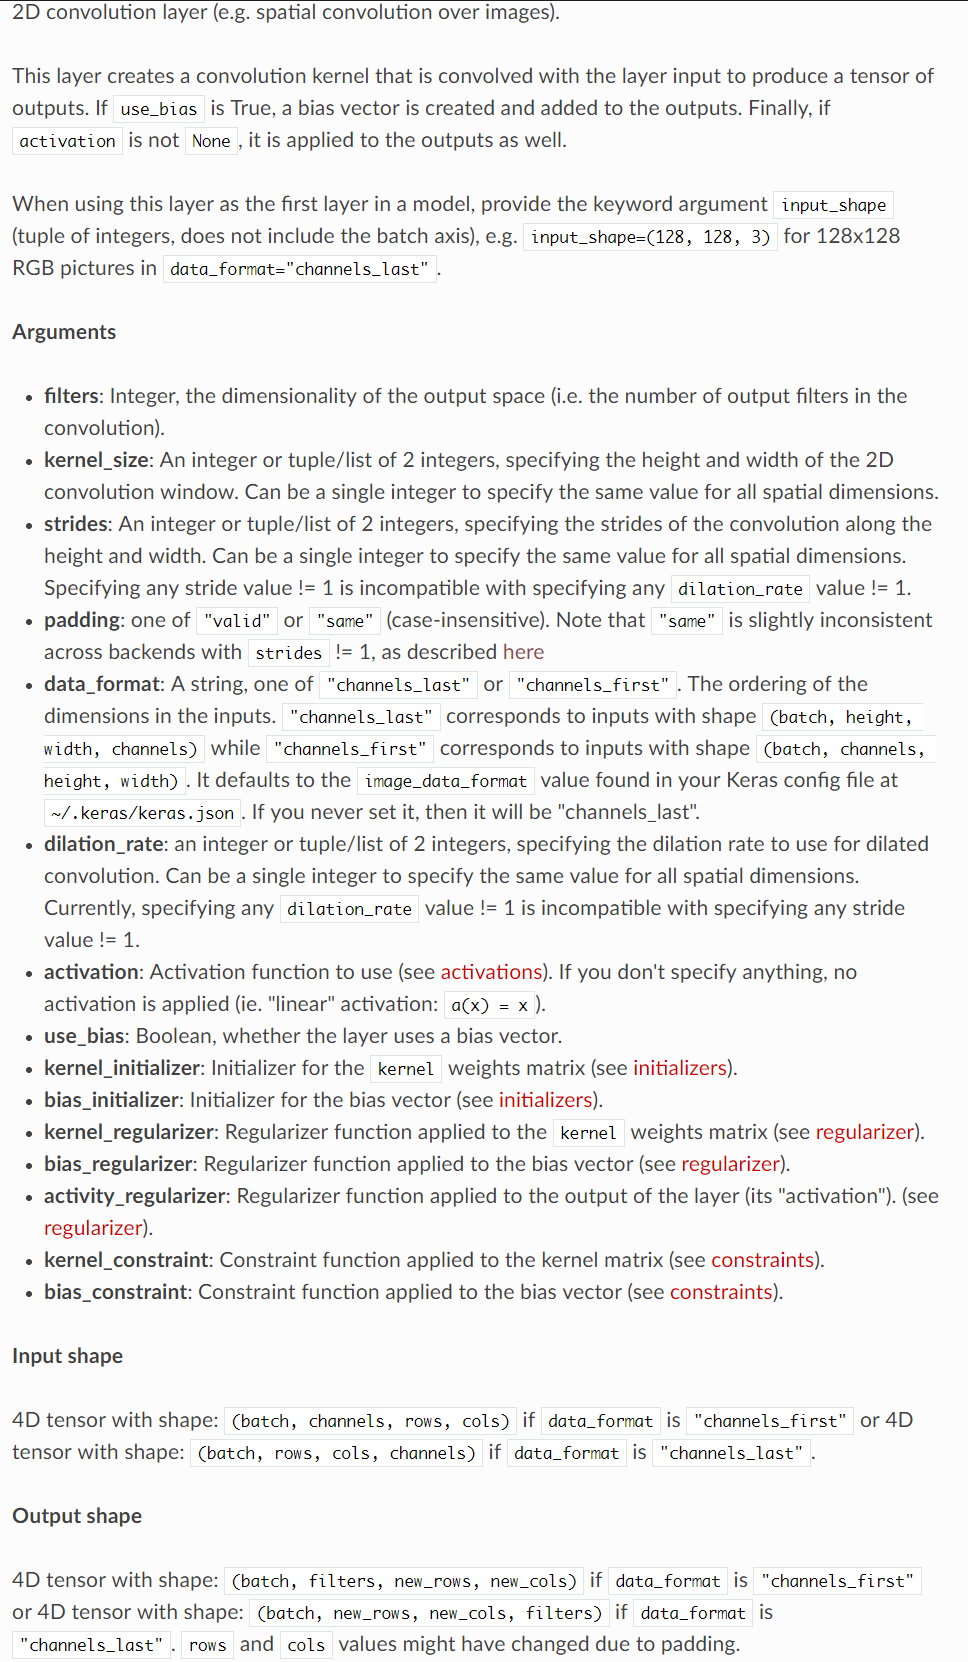 2D convolution layer (e.g. spatial convolution over images).
This layer creates a convolution kernel that is convolved with the layer input to produce a tensor of
outputs. If use_bias is True, a bias vector is created and added to the outputs. Finally, if
activation is not None , it is applied to the outputs as well.
When using this layer as the first layer in a model, provide the keyword argument input_shape
(tuple of integers, does not include the batch axis), e.g. input_shape=(128, 128, 3) for 128x128
RGB pictures in data_format="channels_last" .
Arguments
• filters: Integer, the dimensionality of the output space (i.e. the number of output filters in the
convolution).
• kernel_size: An integer or tuple/list of 2 integers, specifying the height and width of the 2D
convolution window. Can be a single integer to specify the same value for all spatial dimensions.
• strides: An integer or tuple/list of 2 integers, specifying the strides of the convolution along the
height and width. Can be a single integer to specify the same value for all spatial dimensions.
Specifying any stride value != 1 is incompatible with specifying any dilation_rate value != 1.
• padding: one of "valid" or "same" (case-insensitive). Note that "same" is slightly inconsistent
across backends with strides != 1, as described here
• data_format: A string, one of "channels_last" or "channels_first" . The ordering of the
dimensions in the inputs. "channels_last" corresponds to inputs with shape (batch, height,
width, channels) while "channels_first" corresponds to inputs with shape (batch, channels,
height, width) . It defaults to the image_data_format value found in your Keras config file at
~/.keras/keras.json . If you never set it, then it will be "channels_last".
• dilation_rate: an integer or tuple/list of 2 integers, specifying the dilation rate to use for dilated
convolution. Can be a single integer to specify the same value for all spatial dimensions.
Currently, specifying any dilation_rate value != 1 is incompatible with specifying any stride
value != 1.
• activation: Activation function to use (see activations). If you don't specify anything, no
activation is applied (ie. "linear" activation: a(x) = x ).
• use_bias: Boolean, whether the layer uses a bias vector.
• kernel_initializer: Initializer for the kernel weights matrix (see initializers).
• bias_initializer: Initializer for the bias vector (see initializers).
• kernel_regularizer: Regularizer function applied to the kernel weights matrix (see regularizer).
• bias_regularizer: Regularizer function applied to the bias vector (see regularizer).
• activity_regularizer: Regularizer function applied to the output of the layer (its "activation"). (see
regularizer).
• kernel_constraint: Constraint function applied to the kernel matrix (see constraints).
• bias_constraint: Constraint function applied to the bias vector (see constraints).
Input shape
4D tensor with shape: (batch, channels, rows, cols) if data_format is "channels_first" or 4D
tensor with shape: (batch, rows, cols, channels) if data_format is "channels_last" .
Output shape
4D tensor with shape: (batch, filters, new_rows, new_cols) if data_format is "channels_first"
or 4D tensor with shape: (batch, new_rows, new_cols, filters) if data_format is
"channels_last" . rows and cols values might have changed due to padding.